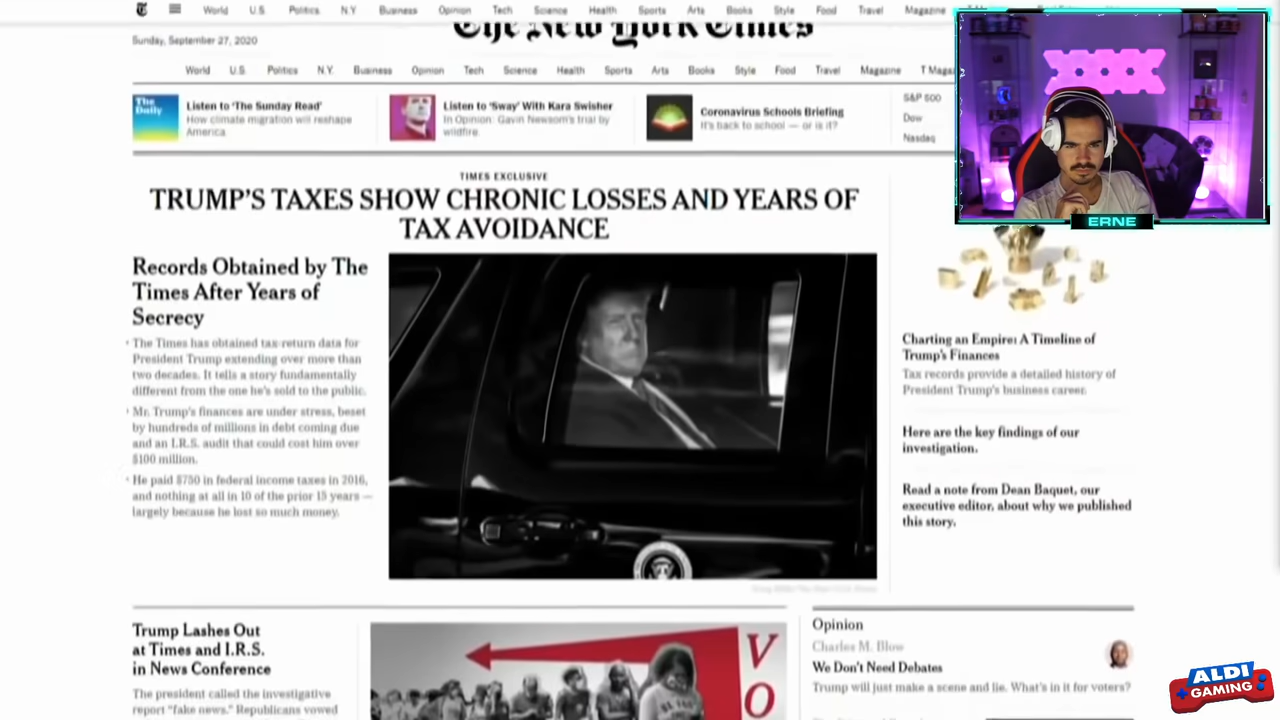 World U.S. Politics N.Y Business Opinion Tech Science Health Sports Arts Books Style Food Travel Magazine
The New York Times
Sunday, September 27, 2020
World U.S. Politics N.Y. Business Opinion Tech Science Health Sports Arts Books Style Food Travel Magazine T Maga
The Daily
Listen to 'The Sunday Read'
How climate migration will reshape
America.
Listen to 'Sway' With Kara Swisher
In Opinion: Gavin Newsom's trial by
wildfire.
Coronavirus Schools Briefing
It's back to school — or is it?
S&P 500
Dow
Nasdaq
ERNE
TIMES EXCLUSIVE
TRUMP'S TAXES SHOW CHRONIC LOSSES AND YEARS OF
TAX AVOIDANCE
Records Obtained by The
Times After Years of
Secrecy
The Times has obtained tax-return data for
President Trump extending over more than
two decades. It tells a story fundamentally
different from the one he's sold to the public.
Mr. Trump's finances are under stress, beset
by hundreds of millions in debt coming due
and an I.R.S. audit that could cost him over
$100 million.
He paid $750 in federal income taxes in 2016,
and nothing at all in 10 of the prior 15 years —
largely because he lost so much money.
Charting an Empire: A Timeline of
Trump's Finances
Tax records provide a detailed history of
President Trump's business career.
Here are the key findings of our
investigation.
Read a note from Dean Baquet, our
executive editor, about why we published
this story.
Trump Lashes Out
at Times and I.R.S.
in News Conference
The president called the investigative
report "fake news." Republicans vowed
V
O
Opinion
Charles M. Blow
We Don't Need Debates
Trump will just make a scene and lie. What's in it for voters?
ALDI
GAMING